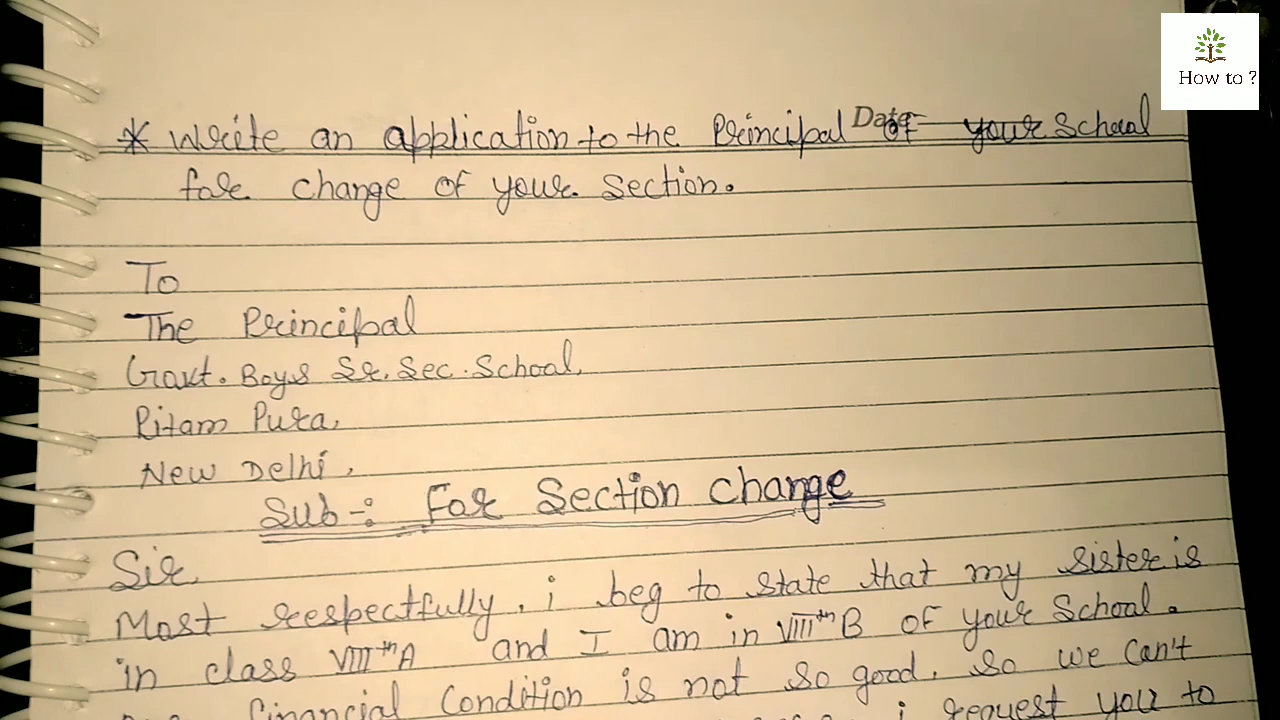 How to ?
* Write an application to the Principal of your School
Date
for change of your section.
To
The Principal
Govt. Boys Sr. Sec. School,
Pitam Pura,
New Delhi,
Sub-: For Section Change
Sir,
Most respectfully, i beg to state that my sister is
in class VIIIth A and I am in VIIIth B of your School.
financial Condition is not so good. So we can't
i request you to